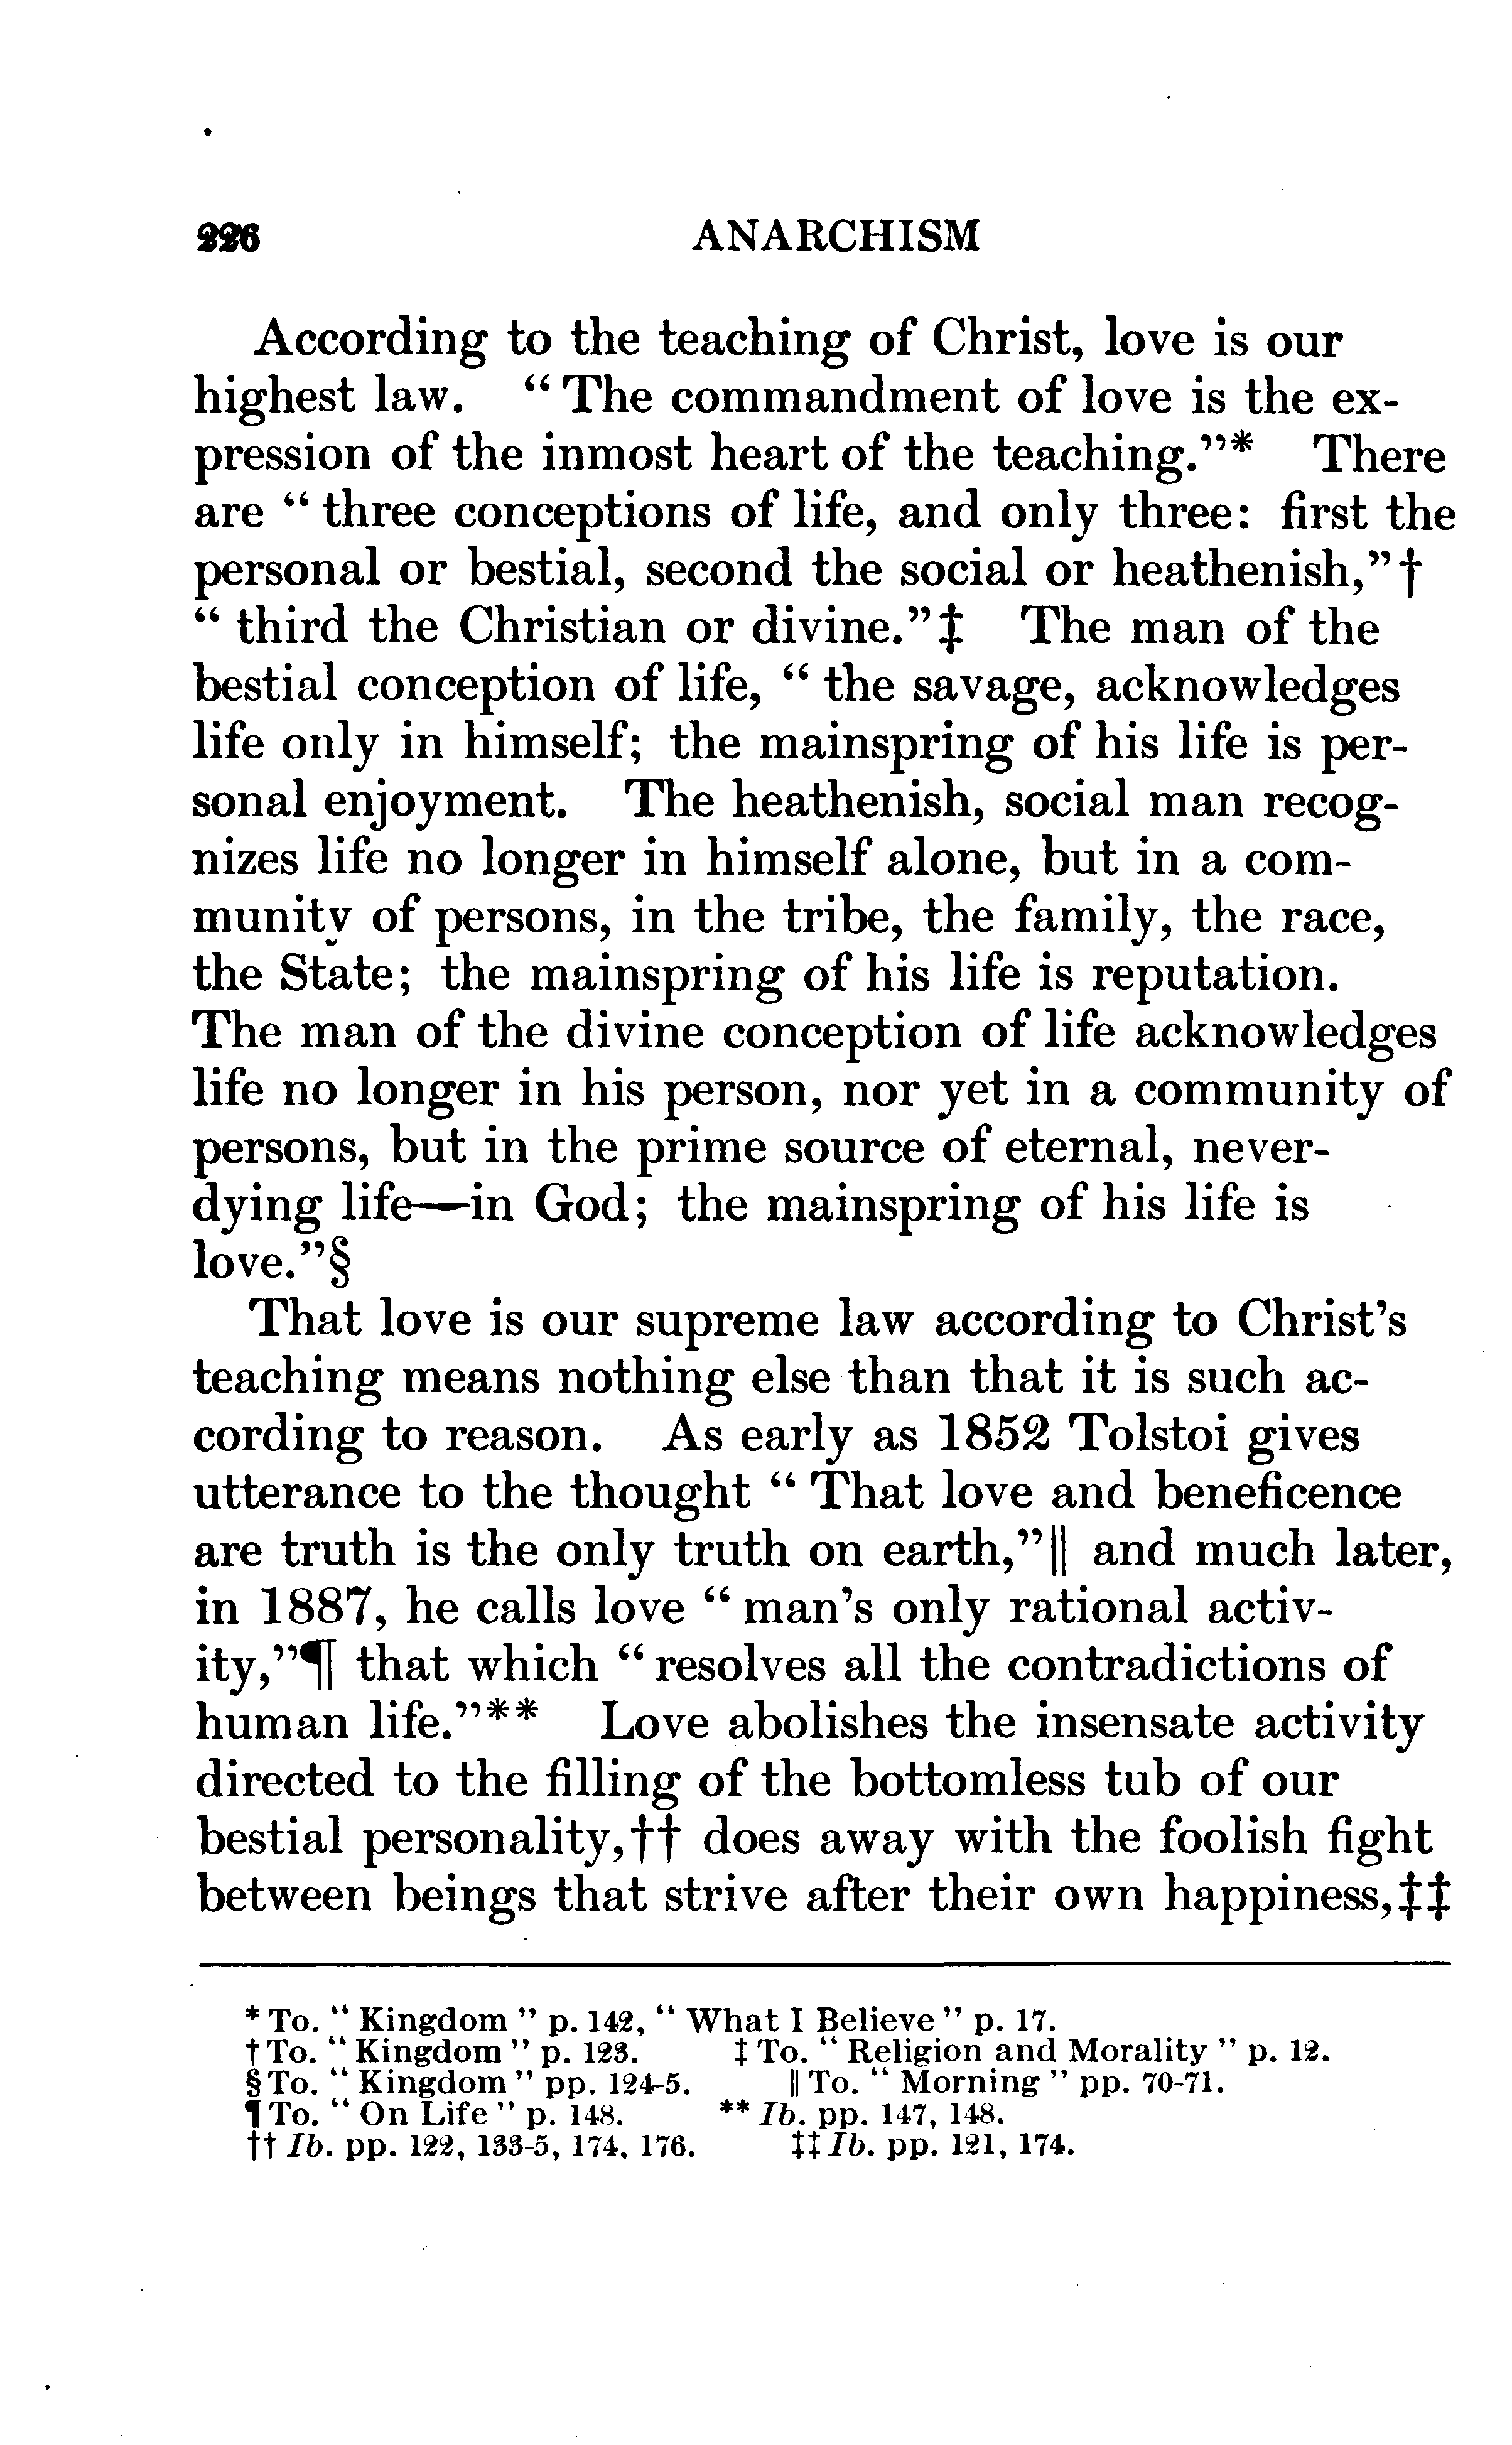 226 ANARCHISM
According to the teaching of Christ, love is our
highest law. “ The commandment of love is the ex-
pression of the inmost heart of the teaching.”* There
are “ three conceptions of life, and only three: first the
personal or bestial, second the social or heathenish,”†
“ third the Christian or divine.”‡ The man of the
bestial conception of life, “ the savage, acknowledges
life only in himself; the mainspring of his life is per-
sonal enjoyment. The heathenish, social man recog-
nizes life no longer in himself alone, but in a com-
munity of persons, in the tribe, the family, the race,
the State; the mainspring of his life is reputation.
The man of the divine conception of life acknowledges
life no longer in his person, nor yet in a community of
persons, but in the prime source of eternal, never-
dying life—in God; the mainspring of his life is
love.”§
That love is our supreme law according to Christ’s
teaching means nothing else than that it is such ac-
cording to reason. As early as 1852 Tolstoi gives
utterance to the thought “ That love and beneficence
are truth is the only truth on earth,”‖ and much later,
in 1887, he calls love “ man’s only rational activ-
ity,”¶ that which “ resolves all the contradictions of
human life.”** Love abolishes the insensate activity
directed to the filling of the bottomless tub of our
bestial personality,†† does away with the foolish fight
between beings that strive after their own happiness,‡‡
* To. “ Kingdom ” p. 142, “ What I Believe ” p. 17.
† To. “ Kingdom ” p. 123. ‡ To. “ Religion and Morality ” p. 12.
§ To. “ Kingdom ” pp. 124-5. ‖ To. “ Morning ” pp. 70-71.
¶ To. “ On Life ” p. 148. ** Ib. pp. 147, 148.
†† Ib. pp. 122, 133-5, 174, 176. ‡‡ Ib. pp. 121, 174.